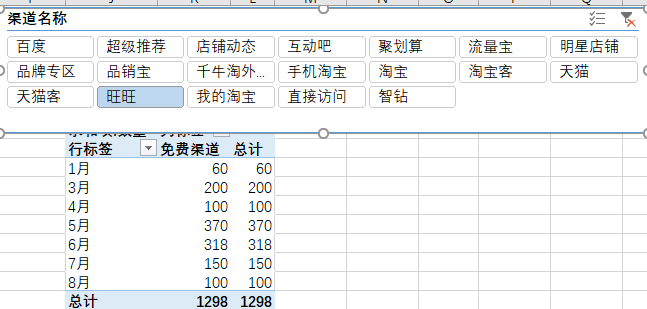 渠道名称
百度 超级推荐 店铺动态 互动吧 聚划算 流量宝 明星店铺
品牌专区 品销宝 千牛淘外... 手机淘宝 淘宝 淘宝客 天猫
天猫客 旺旺 我的淘宝 直接访问 智钻
行标签 免费渠道 总计
1月 60 60
3月 200 200
4月 100 100
5月 370 370
6月 318 318
7月 150 150
8月 100 100
总计 1298 1298